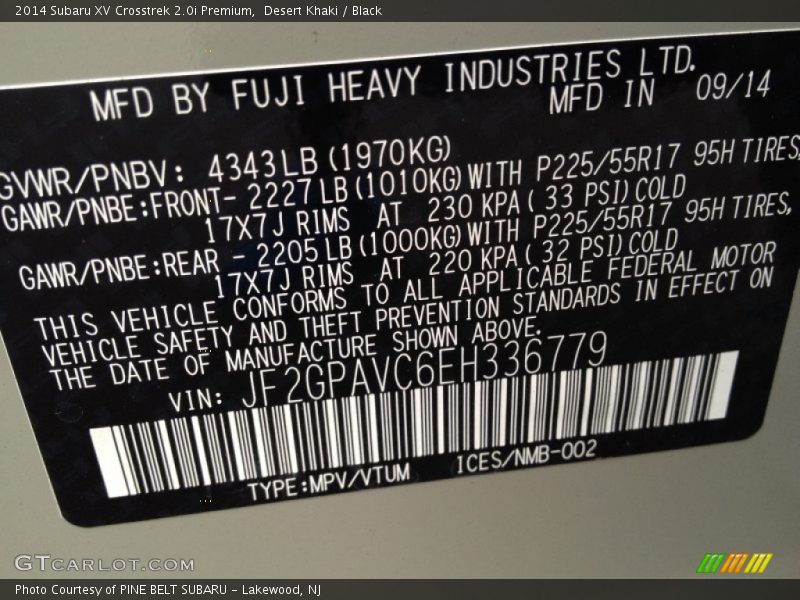 2014 Subaru XV Crosstrek 2.0i Premium,  Desert Khaki / Black
MFD BY FUJI HEAVY INDUSTRIES LTD.
MFD IN 09/14
GVWR/PNBV: 4343LB(1970KG)
GAWR/PNBE:FRONT- 2227LB(1010KG)WITH P225/55R17 95H TIRES,
17X7J RIMS AT 230 KPA( 33 PSI)COLD
GAWR/PNBE:REAR - 2205LB(1000KG)WITH P225/55R17 95H TIRES,
17X7J RIMS AT 220 KPA( 32 PSI)COLD
THIS VEHICLE CONFORMS TO ALL APPLICABLE FEDERAL MOTOR
VEHICLE SAFETY AND THEFT PREVENTION STANDARDS IN EFFECT ON
THE DATE OF MANUFACTURE SHOWN ABOVE.
VIN: JF2GPAVC6EH336779
TYPE:MPV/VTUM ICES/NMB-002
GTCARLOT.COM
Photo Courtesy of PINE BELT SUBARU - Lakewood, NJ